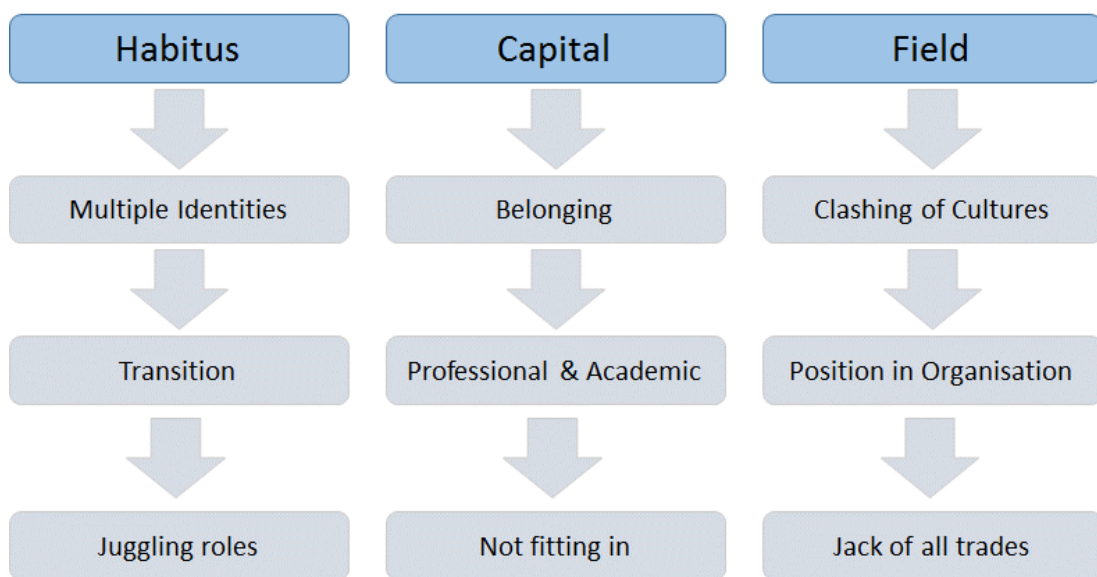 Habitus
Capital
Field
Multiple Identities
Belonging
Clashing of Cultures
Transition
Professional & Academic
Position in Organisation
Juggling roles
Not fitting in
Jack of all trades